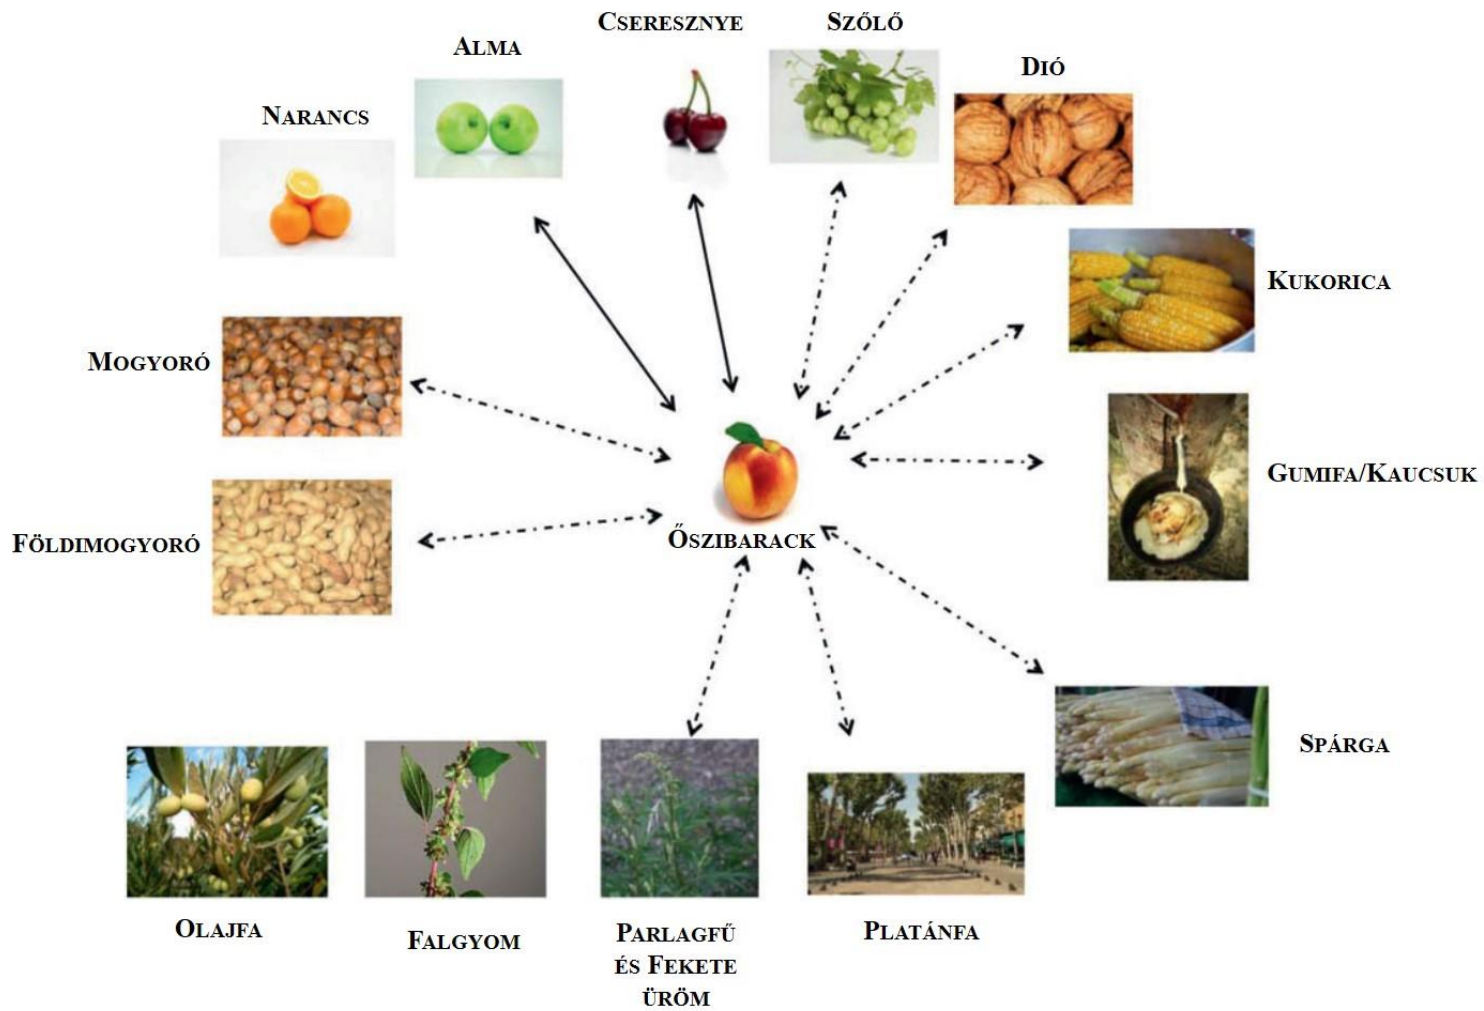 CSERESZNYE
SZŐLŐ
ALMA
DIÓ
NARANCS
KUKORICA
MOGYORÓ
GUMIFA/KAUCSUK
FÖLDIMOGYORÓ
ŐSZIBARACK
SPÁRGA
OLAJFA
FALGYOM
PARLAGFŰ
ÉS FEKETE
ÜRÖM
PLATÁNFA